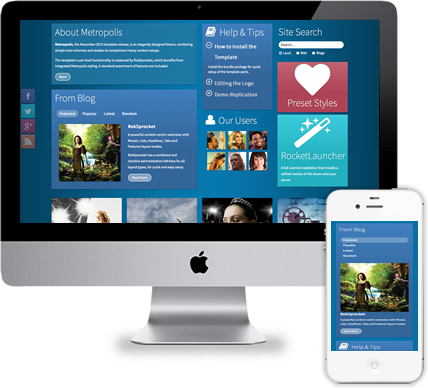 About Metropolis
Metropolis, the November 2012 template release, is an elegantly designed theme, combining
simple color schemes and shades to complement many content setups.
The template's user level functionality is mastered by RokSprocket, which benefits from
integrated Metropolis styling. A standard assortment of features are included.
More
From Blog
Featured Popular Latest Random
RokSprocket
A powerful content centric extension with
Mosaic, Lists, Headlines, Tabs and
Features layout modes.
RokSprocket has a combined and
intuitive administrative interface for all
layout types, for quick and easy setup.
Read More
Help & Tips
How to Install the
Template
Install the bundle package for quick
setup of the template parts.
Editing the Logo
Demo Replication
Our Users
Site Search
Search...
Local Web Blogs
Preset Styles
RocketLauncher
A full Joomla installation that installs a
edited version of the demo onto your
server.
From Blog
Featured
Popular
Latest
Random
RokSprocket
A powerful content centric extension with
Mosaic, Lists, Headlines, Tabs and Features layout modes.
Read More
Help & Tips